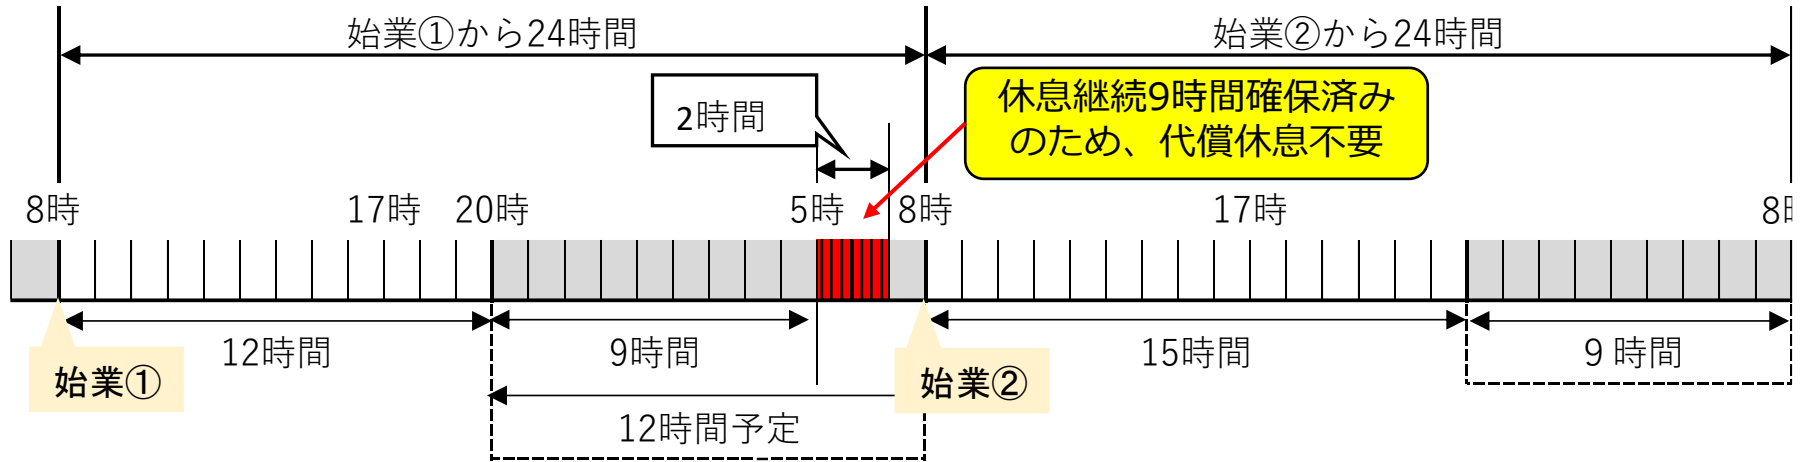 始業①から24時間
始業②から24時間
2時間
休息継続9時間確保済み
のため、代償休息不要
8時
17時
20時
5時
8時
17時
12時間
9時間
15時間
9 時間
始業①
始業②
12時間予定